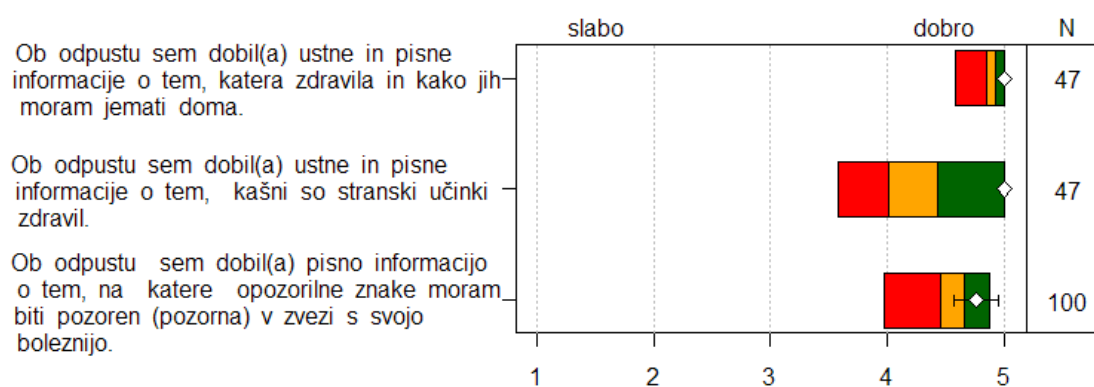 slabo dobro N
Ob odpustu sem dobil(a) ustne in pisne
informacije o tem, katera zdravila in kako jih
moram jemati doma.
47
Ob odpustu sem dobil(a) ustne in pisne
informacije o tem, kašni so stranski učinki
zdravil.
47
Ob odpustu sem dobil(a) pisno informacijo
o tem, na katere opozorilne znake moram
biti pozoren (pozorna) v zvezi s svojo
boleznijo.
100
1 2 3 4 5